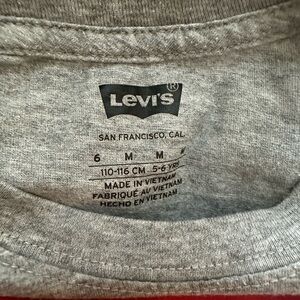 LEVI'S ®
SAN FRANCISCO, CAL
6 M M
110-116 CM 5-6 YRS
MADE IN VIETNAM
FABRIQUÉ AU VIETNAM
HECHO EN VIETNAM